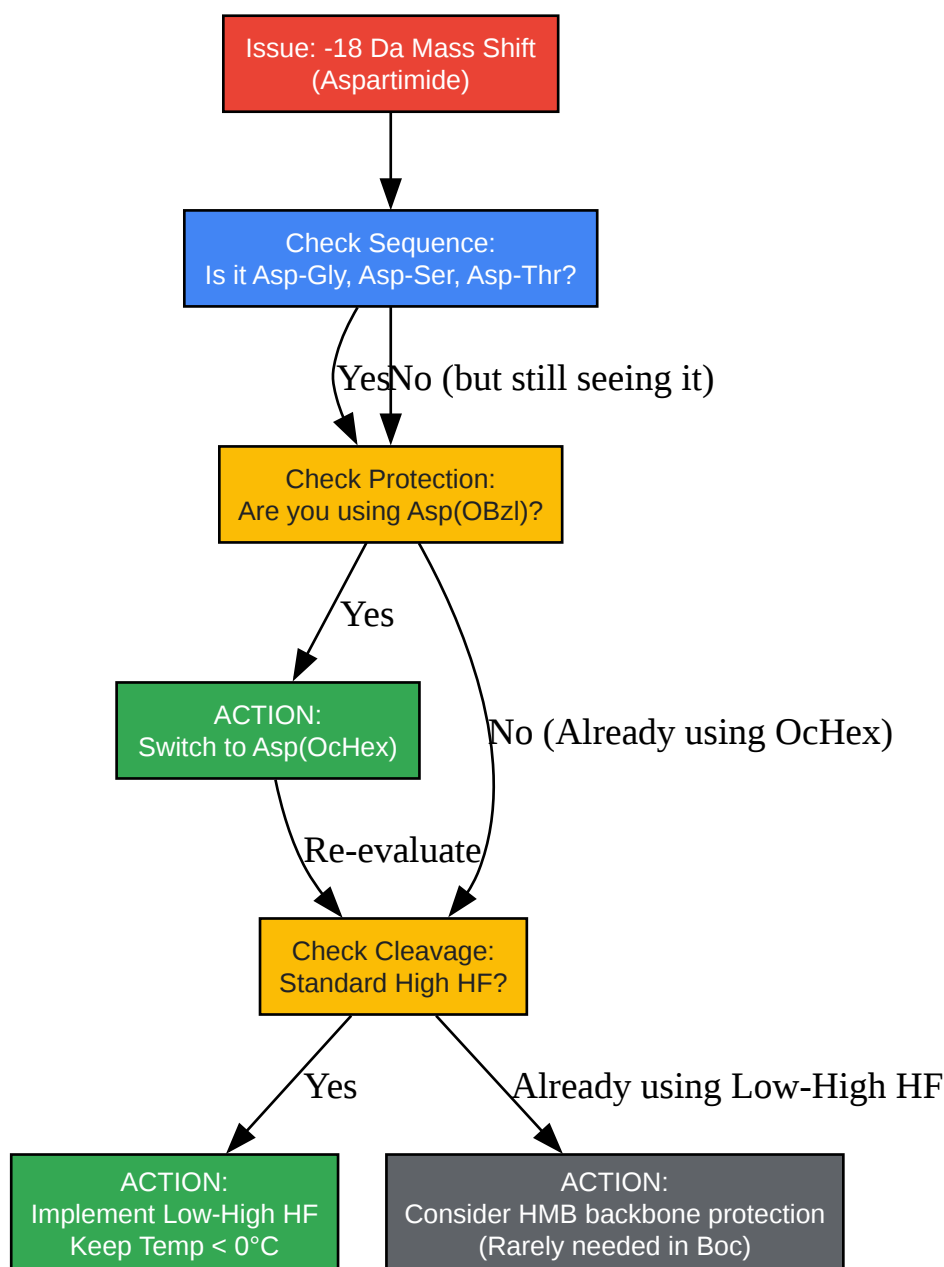 Issue: -18 Da Mass Shift
(Aspartimide)
Check Sequence:
Is it Asp-Gly, Asp-Ser, Asp-Thr?
Yes
No (but still seeing it)
Check Protection:
Are you using Asp(OBzl)?
Yes
ACTION:
Switch to Asp(OcHex)
No (Already using OcHex)
Re-evaluate
Check Cleavage:
Standard High HF?
Yes
Already using Low-High HF
ACTION:
Implement Low-High HF
Keep Temp < 0°C
ACTION:
Consider HMB backbone protection
(Rarely needed in Boc)